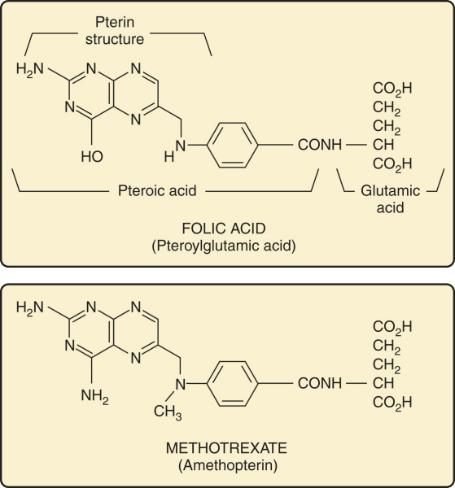 Pterin
structure
H₂N N N CO₂H
N N CH₂
CH₂
HO N H CONH CH
CO₂H
Pteroic acid Glutamic
acid
FOLIC ACID
(Pteroylglutamic acid)
H₂N N N CO₂H
N N CH₂
CH₂
NH₂ N CONH CH
CH₃ CO₂H
METHOTREXATE
(Amethopterin)